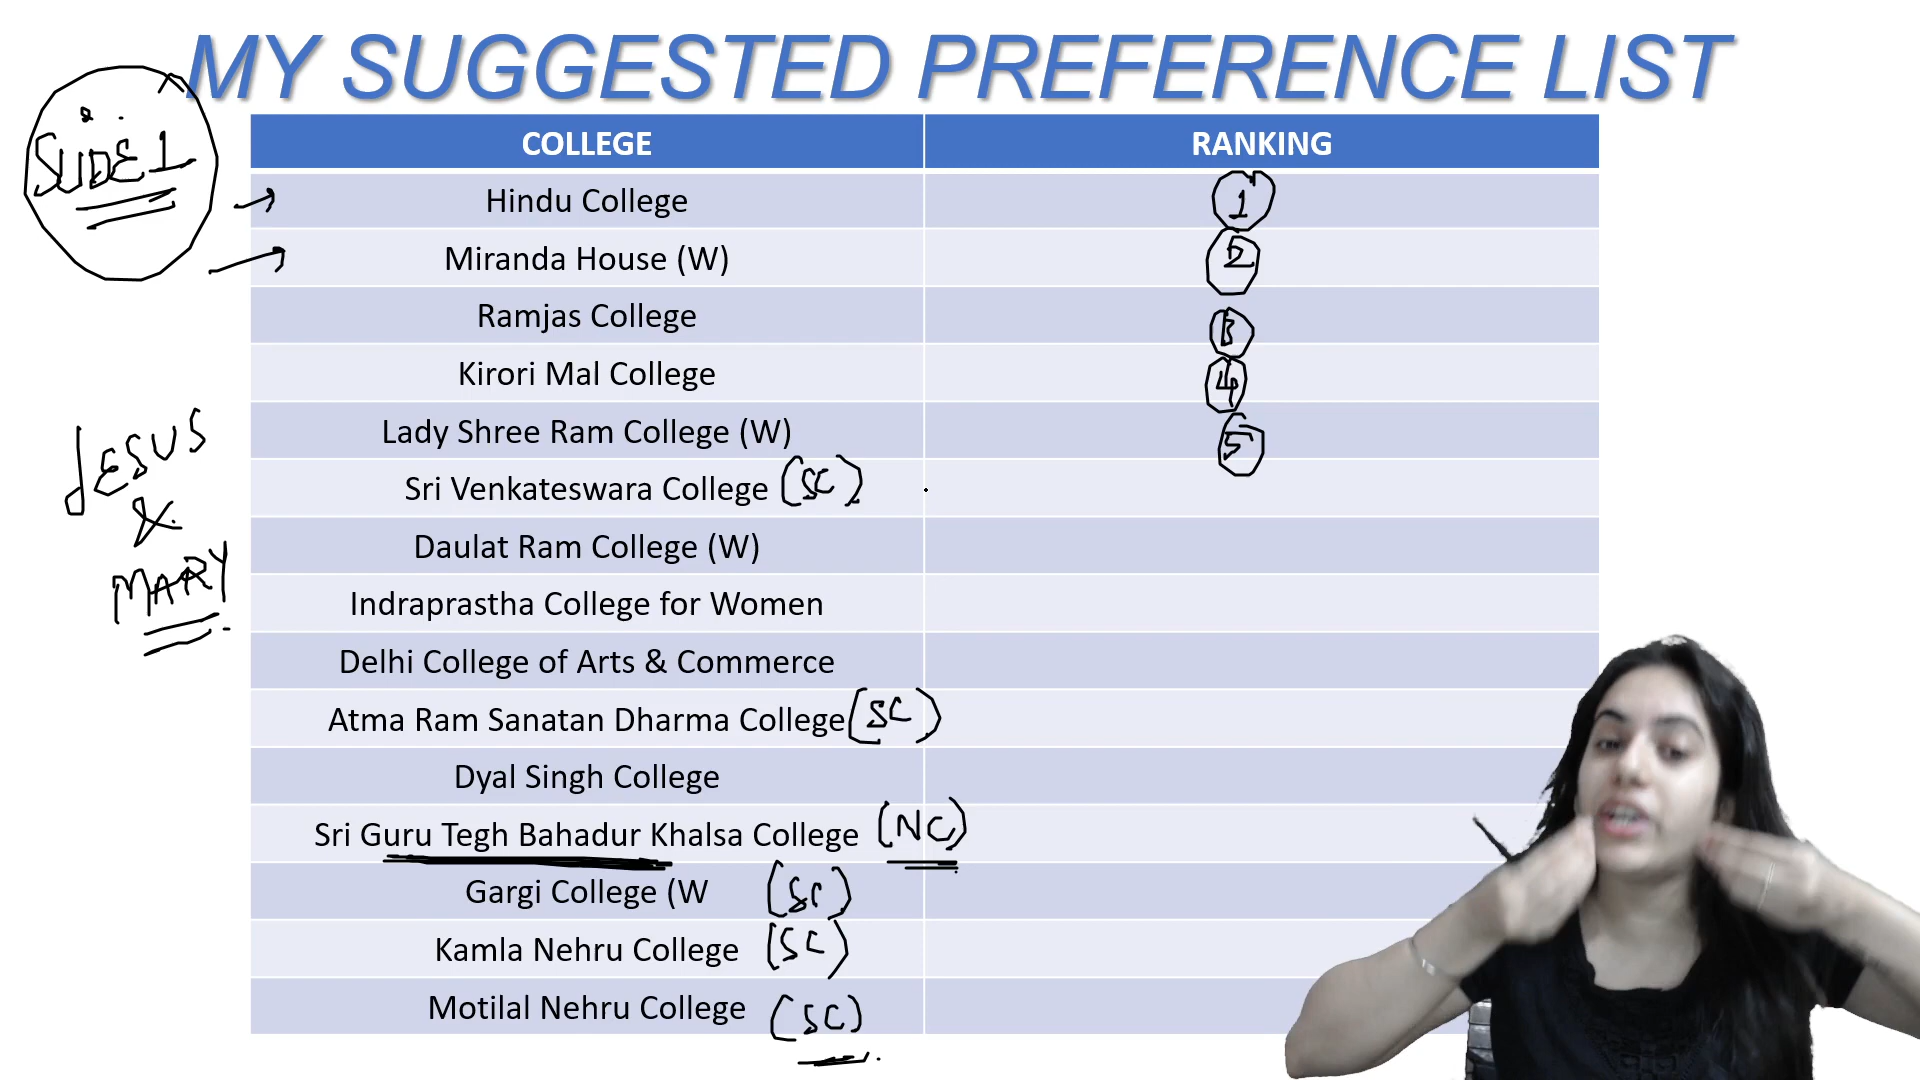 MY SUGGESTED PREFERENCE LIST
SLIDE 1
COLLEGE RANKING
Hindu College 1
Miranda House (W) 2
Ramjas College 3
Kirori Mal College 4
Lady Shree Ram College (W) 5
JESUS
&
MARY
Sri Venkateswara College (SC)
Daulat Ram College (W)
Indraprastha College for Women
Delhi College of Arts & Commerce
Atma Ram Sanatan Dharma College (SC)
Dyal Singh College
Sri Guru Tegh Bahadur Khalsa College (NC)
Gargi College (W (SC)
Kamla Nehru College (SC)
Motilal Nehru College (SC)